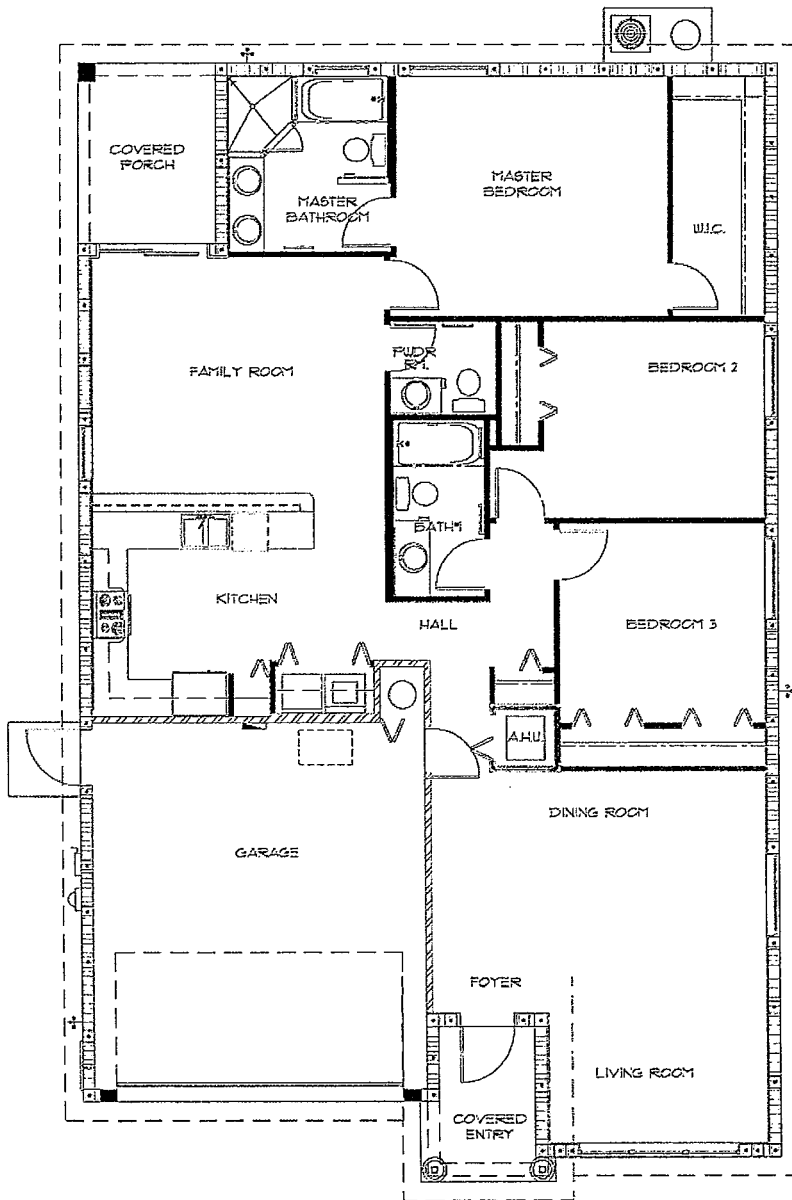 COVERED
PORCH
MASTER
BATHROOM
MASTER
BEDROOM
W.I.C.
FAMILY ROOM
PWDR
RM.
BEDROOM 2
BATH 1
KITCHEN
HALL
BEDROOM 3
A.H.U.
DINING ROOM
GARAGE
FOYER
LIVING ROOM
COVERED
ENTRY